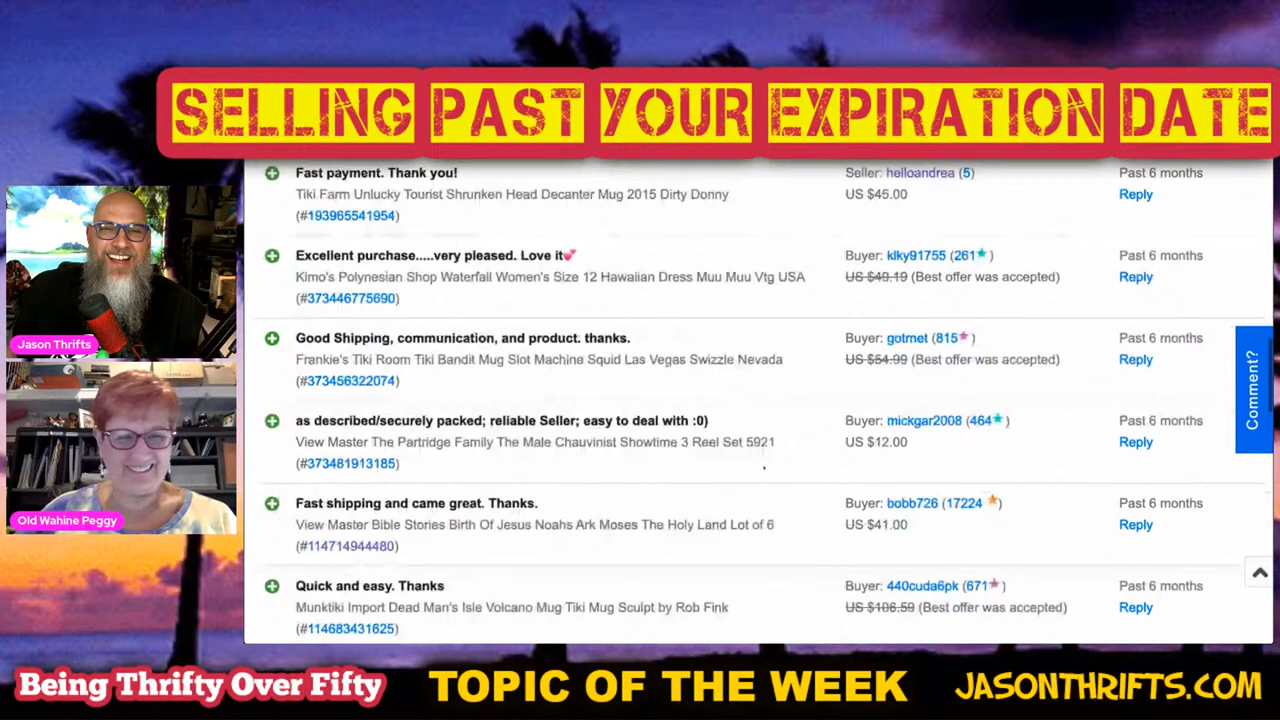 SELLING PAST YOUR EXPIRATION DATE
Fast payment. Thank you!
Seller: helloandrea (5)
Past 6 months
Tiki Farm Unlucky Tourist Shrunken Head Decanter Mug 2015 Dirty Donny
US $45.00
Reply
(#193965541954)
Excellent purchase.....very pleased. Love it💕
Buyer: klky91755 (261★)
Past 6 months
Kimo's Polynesian Shop Waterfall Women's Size 12 Hawaiian Dress Muu Muu Vtg USA
US $49.19 (Best offer was accepted)
Reply
(#373446775690)
Good Shipping, communication, and product. thanks.
Buyer: gotmet (815★)
Past 6 months
Frankie's Tiki Room Tiki Bandit Mug Slot Machine Squid Las Vegas Swizzle Nevada
US $54.99 (Best offer was accepted)
Reply
(#373456322074)
as described/securely packed; reliable Seller; easy to deal with :0)
Buyer: mickgar2008 (464★)
Past 6 months
View Master The Partridge Family The Male Chauvinist Showtime 3 Reel Set 5921
US $12.00
Reply
(#373481913185)
Fast shipping and came great. Thanks.
Buyer: bobb726 (17224★)
Past 6 months
View Master Bible Stories Birth Of Jesus Noahs Ark Moses The Holy Land Lot of 6
US $41.00
Reply
(#114714944480)
Quick and easy. Thanks
Buyer: 440cuda6pk (671★)
Past 6 months
Munktiki Import Dead Man's Isle Volcano Mug Tiki Mug Sculpt by Rob Fink
US $106.59 (Best offer was accepted)
Reply
(#114683431625)
Comment?
Jason Thrifts
Old Wahine Peggy
Being Thrifty Over Fifty
TOPIC OF THE WEEK
JASONTHRIFTS.COM